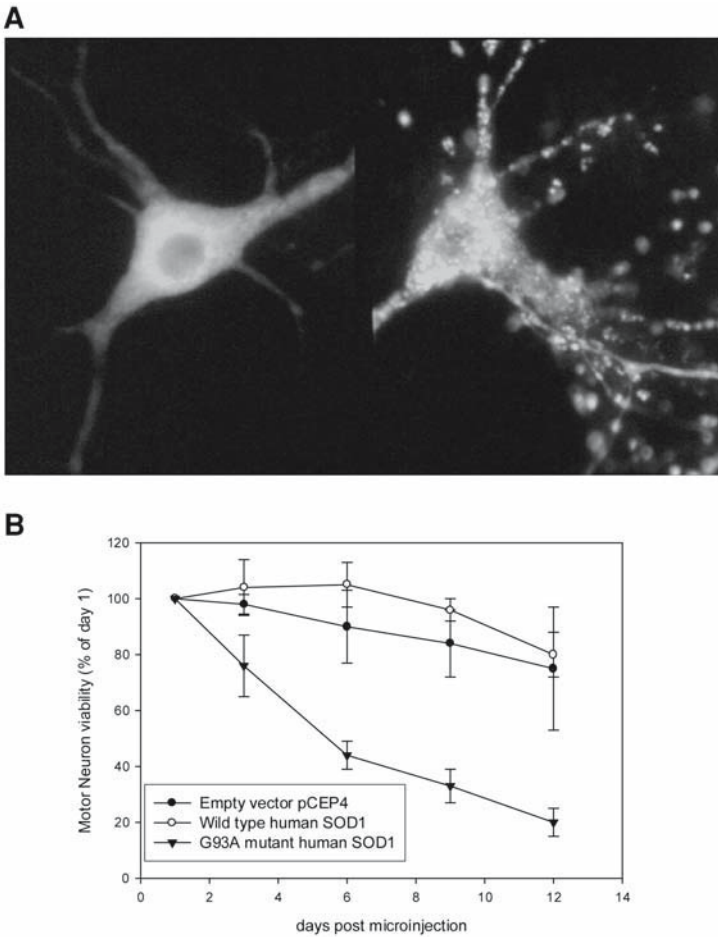 A
B
Motor Neuron viability (% of day 1)
120
100
80
60
40
20
0
Empty vector pCEP4
Wild type human SOD1
G93A mutant human SOD1
0 2 4 6 8 10 12 14
days post microinjection